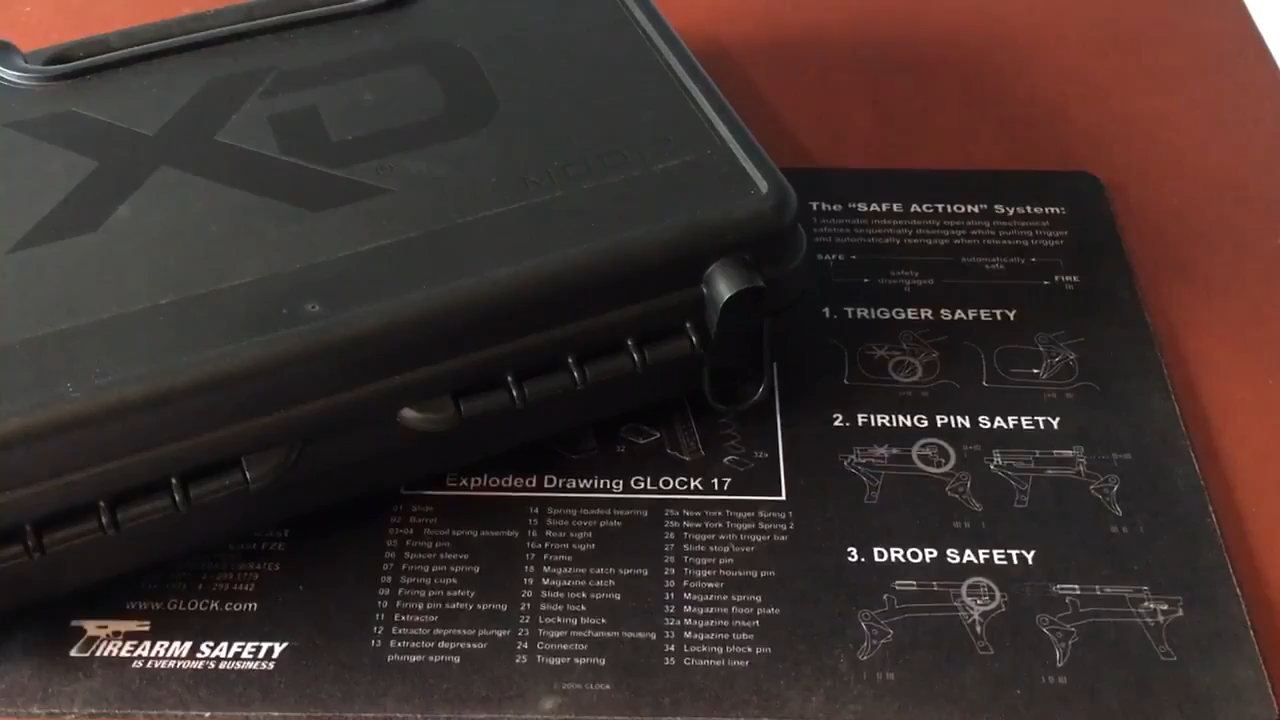 XD
The "SAFE ACTION" System:
3 automatic independently operating mechanical
safeties sequentially disengage while pulling trigger
and automatically reengage when releasing trigger
SAFE
automatically
safe
safety
disengaged
II
FIRE
III
1. TRIGGER SAFETY
2. FIRING PIN SAFETY
3. DROP SAFETY
32
32a
Exploded Drawing GLOCK 17
01 Slide
02 Barrel
03+04 Recoil spring assembly
05 Firing pin
06 Spacer sleeve
07 Firing pin spring
08 Spring cups
09 Firing pin safety
10 Firing pin safety spring
11 Extractor
12 Extractor depressor plunger
13 Extractor depressor
plunger spring
14 Spring-loaded bearing
15 Slide cover plate
16 Rear sight
16a Front sight
17 Frame
18 Magazine catch spring
19 Magazine catch
20 Slide lock spring
21 Slide lock
22 Locking block
23 Trigger mechanism housing
24 Connector
25 Trigger spring
25a New York Trigger Spring 1
25b New York Trigger Spring 2
26 Trigger with trigger bar
27 Slide stop lever
28 Trigger pin
29 Trigger housing pin
30 Follower
31 Magazine spring
32 Magazine floor plate
32a Magazine insert
33 Magazine tube
34 Locking block pin
35 Channel liner
East FZE
EMIRATES
www.GLOCK.com
FIREARM SAFETY
IS EVERYONE'S BUSINESS
© 2006 GLOCK